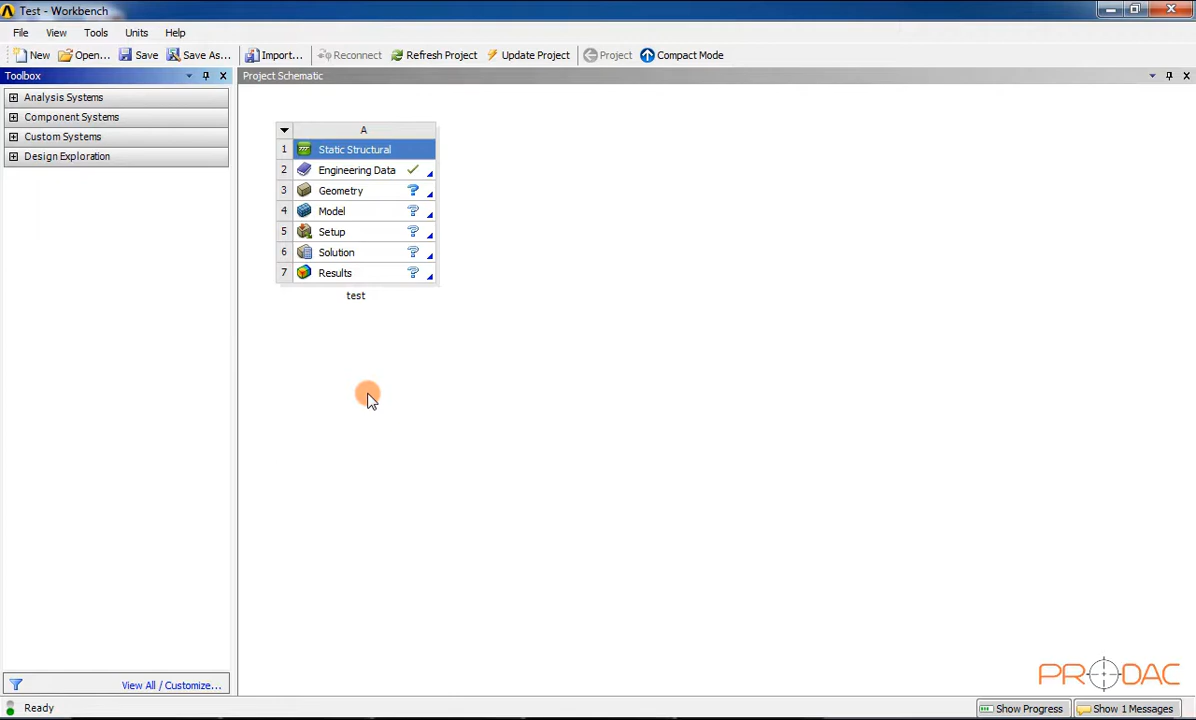 Test - Workbench
File View Tools Units Help
New Open... Save Save As... Import... Reconnect Refresh Project Update Project Project Compact Mode
Toolbox
Project Schematic
Analysis Systems
Component Systems
Custom Systems
Design Exploration
A
1 Static Structural
2 Engineering Data
3 Geometry ?
4 Model ?
5 Setup ?
6 Solution ?
7 Results ?
test
View All / Customize...
PRODAC
Ready
Show Progress Show 1 Messages